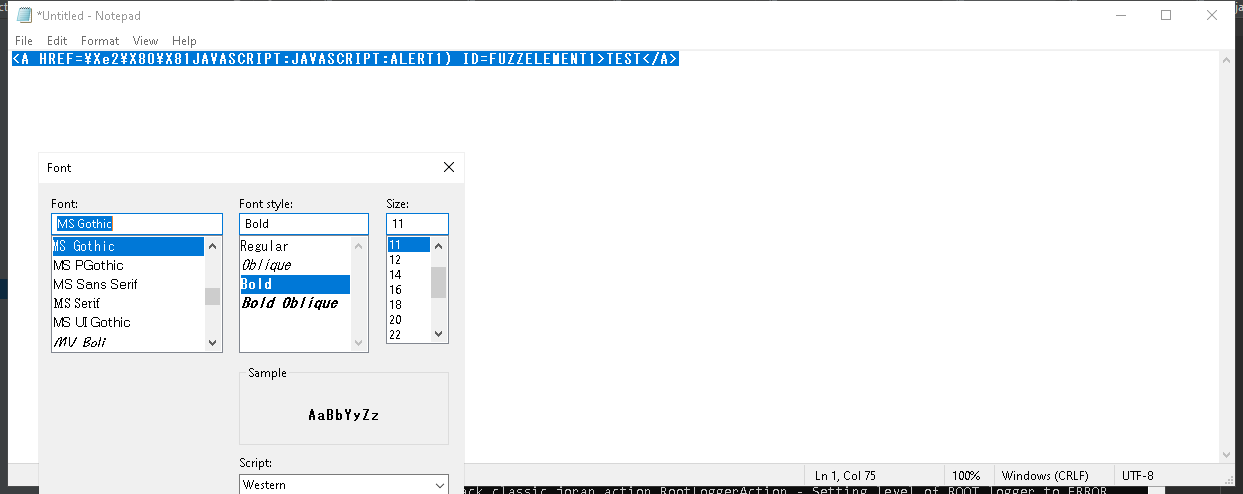 *Untitled - Notepad
File Edit Format View Help
<A HREF=¥Xe2¥X80¥X81JAVASCRIPT:JAVASCRIPT:ALERT1) ID=FUZZELEMENT1>TEST</A>
Font
Font: Font style: Size:
MS Gothic Bold 11
MS Gothic Regular 11
MS PGothic Oblique 12
MS Sans Serif Bold 14
MS Serif Bold Oblique 16
MS UI Gothic 18
MV Boli 20
22
Sample
AaBbYyZz
Script:
Western
Ln 1, Col 75 100% Windows (CRLF) UTF-8
ack.classic.joran.action.RootLoggerAction - Setting level of ROOT logger to ERROR